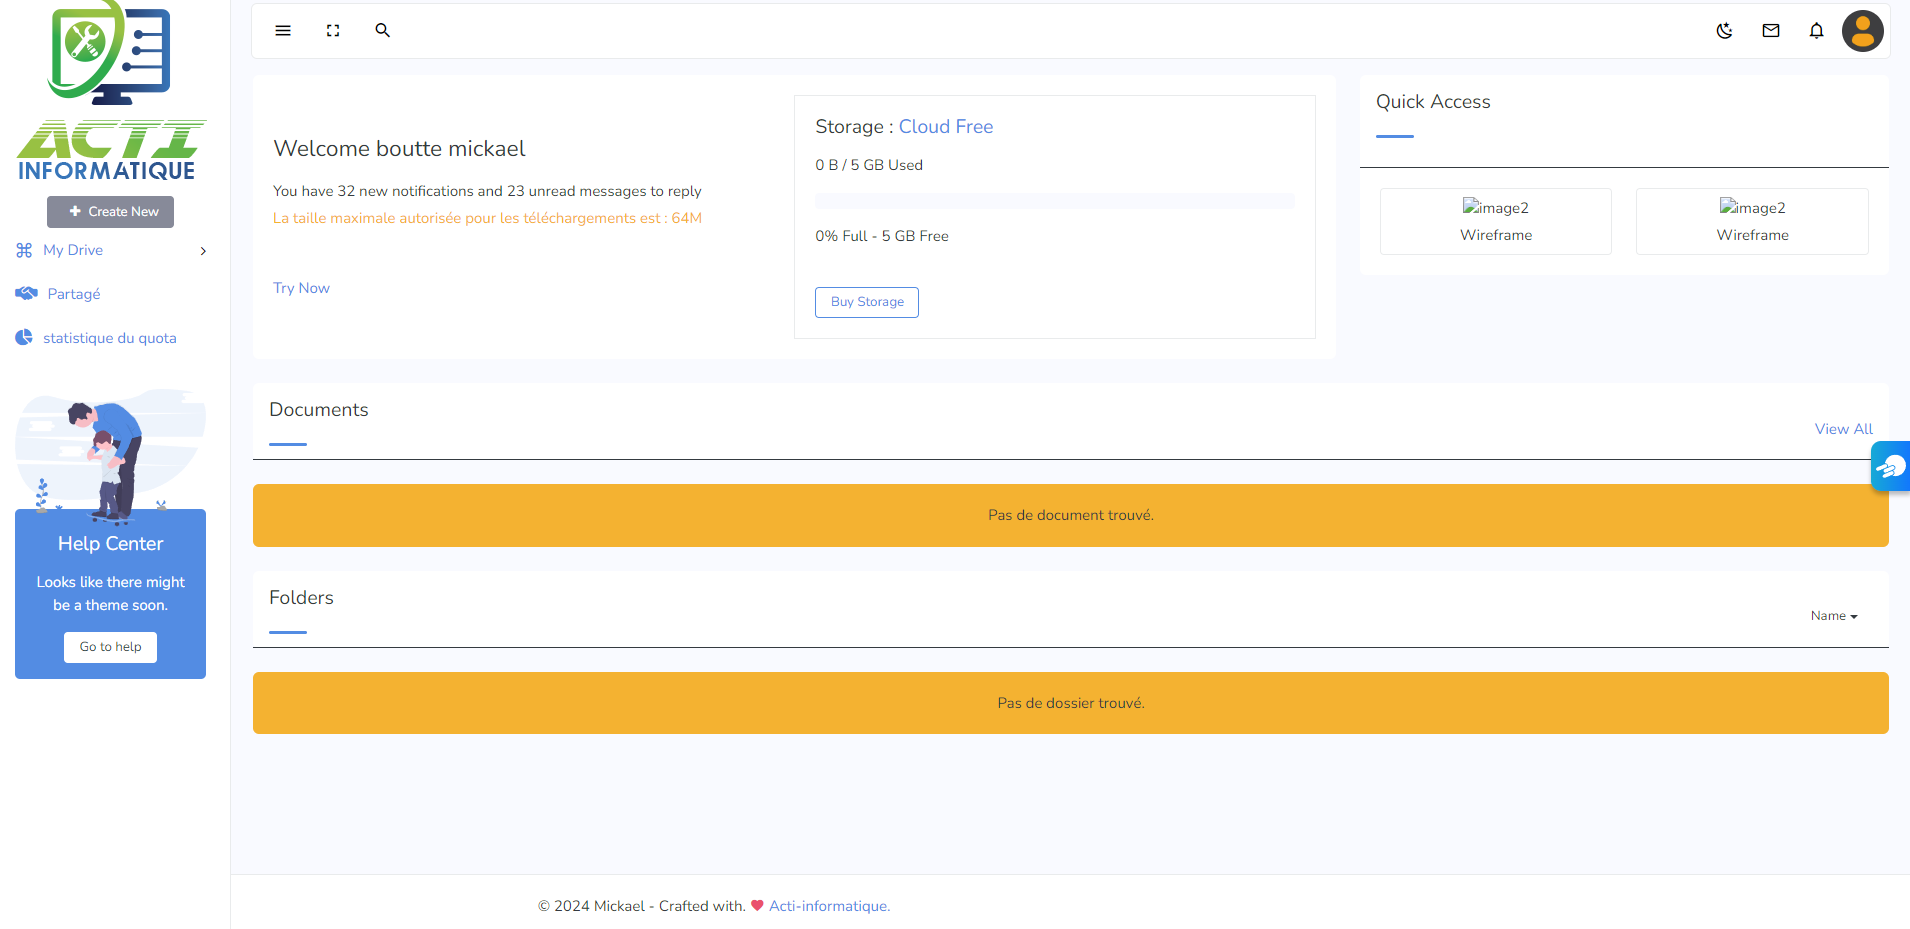 ACTI
INFORMATIQUE
Create New
My Drive
Partagé
statistique du quota
Help Center
Looks like there might
be a theme soon.
Go to help
Welcome boutte mickael
You have 32 new notifications and 23 unread messages to reply
La taille maximale autorisée pour les téléchargements est : 64M
Try Now
Storage : Cloud Free
0 B / 5 GB Used
0% Full - 5 GB Free
Buy Storage
Quick Access
image2
Wireframe
image2
Wireframe
Documents
View All
Pas de document trouvé.
Folders
Name
Pas de dossier trouvé.
© 2024 Mickael - Crafted with. Acti-informatique.